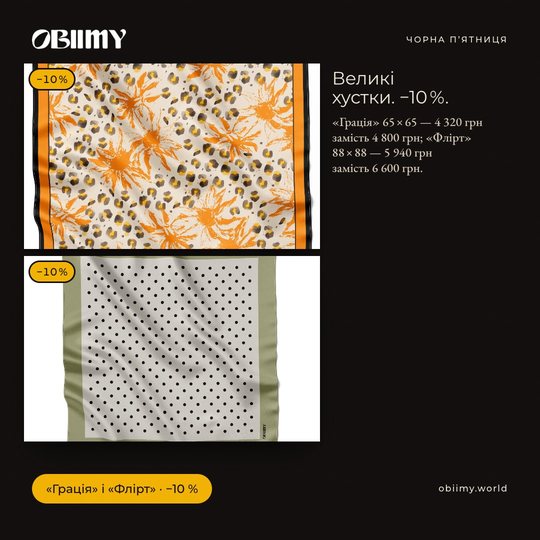 OBIIMY
ЧОРНА П'ЯТНИЦЯ
−10 %
Великі
хустки. −10 %.
«Грація» 65 × 65 — 4 320 грн
замість 4 800 грн; «Флірт»
88 × 88 — 5 940 грн
замість 6 600 грн.
−10 %
OBIIMY
«Грація» і «Флірт» · −10 %
obiimy.world